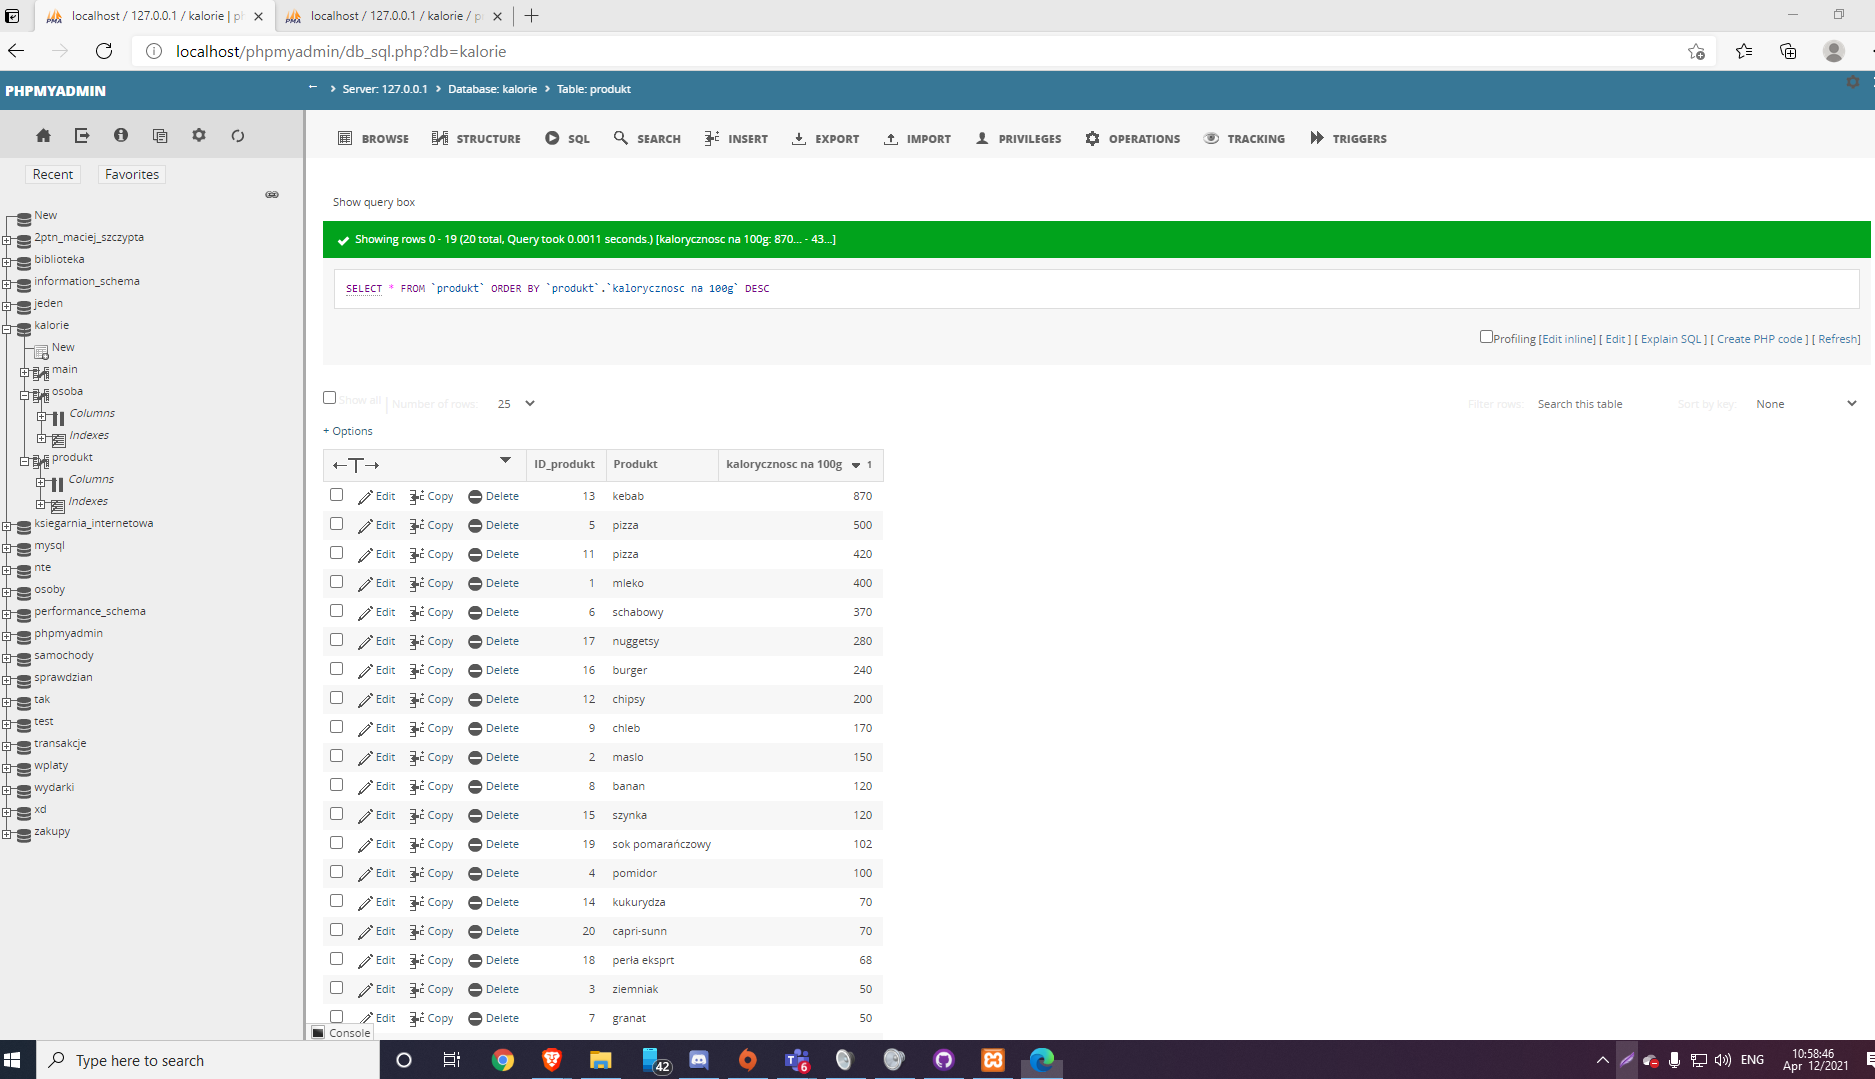 localhost / 127.0.0.1 / kalorie | ph
localhost / 127.0.0.1 / kalorie / pr
localhost/phpmyadmin/db_sql.php?db=kalorie
PHPMYADMIN
Server: 127.0.0.1 > Database: kalorie > Table: produkt
BROWSE STRUCTURE SQL SEARCH INSERT EXPORT IMPORT PRIVILEGES OPERATIONS TRACKING TRIGGERS
Recent Favorites
New
2ptn_maciej_szczypta
biblioteka
information_schema
jeden
kalorie
New
main
osoba
Columns
Indexes
produkt
Columns
Indexes
ksiegarnia_internetowa
mysql
nte
osoby
performance_schema
phpmyadmin
samochody
sprawdzian
tak
test
transakcje
wplaty
wydarki
xd
zakupy
Show query box
Showing rows 0 - 19 (20 total, Query took 0.0011 seconds.) [kalorycznosc na 100g: 870... - 43...]
SELECT * FROM `produkt` ORDER BY `produkt`.`kalorycznosc na 100g` DESC
Profiling [Edit inline] [ Edit ] [ Explain SQL ] [ Create PHP code ] [ Refresh]
Show all | Number of rows: 25 Filter rows: Search this table Sort by key: None
+ Options
ID_produkt Produkt kalorycznosc na 100g 1
Edit Copy Delete 13 kebab 870
Edit Copy Delete 5 pizza 500
Edit Copy Delete 11 pizza 420
Edit Copy Delete 1 mleko 400
Edit Copy Delete 6 schabowy 370
Edit Copy Delete 17 nuggetsy 280
Edit Copy Delete 16 burger 240
Edit Copy Delete 12 chipsy 200
Edit Copy Delete 9 chleb 170
Edit Copy Delete 2 maslo 150
Edit Copy Delete 8 banan 120
Edit Copy Delete 15 szynka 120
Edit Copy Delete 19 sok pomarańczowy 102
Edit Copy Delete 4 pomidor 100
Edit Copy Delete 14 kukurydza 70
Edit Copy Delete 20 capri-sunn 70
Edit Copy Delete 18 perła eksprt 68
Edit Copy Delete 3 ziemniak 50
Edit Copy Delete 7 granat 50
Console
Type here to search
42
6
ENG
10:58:46
Apr 12/2021